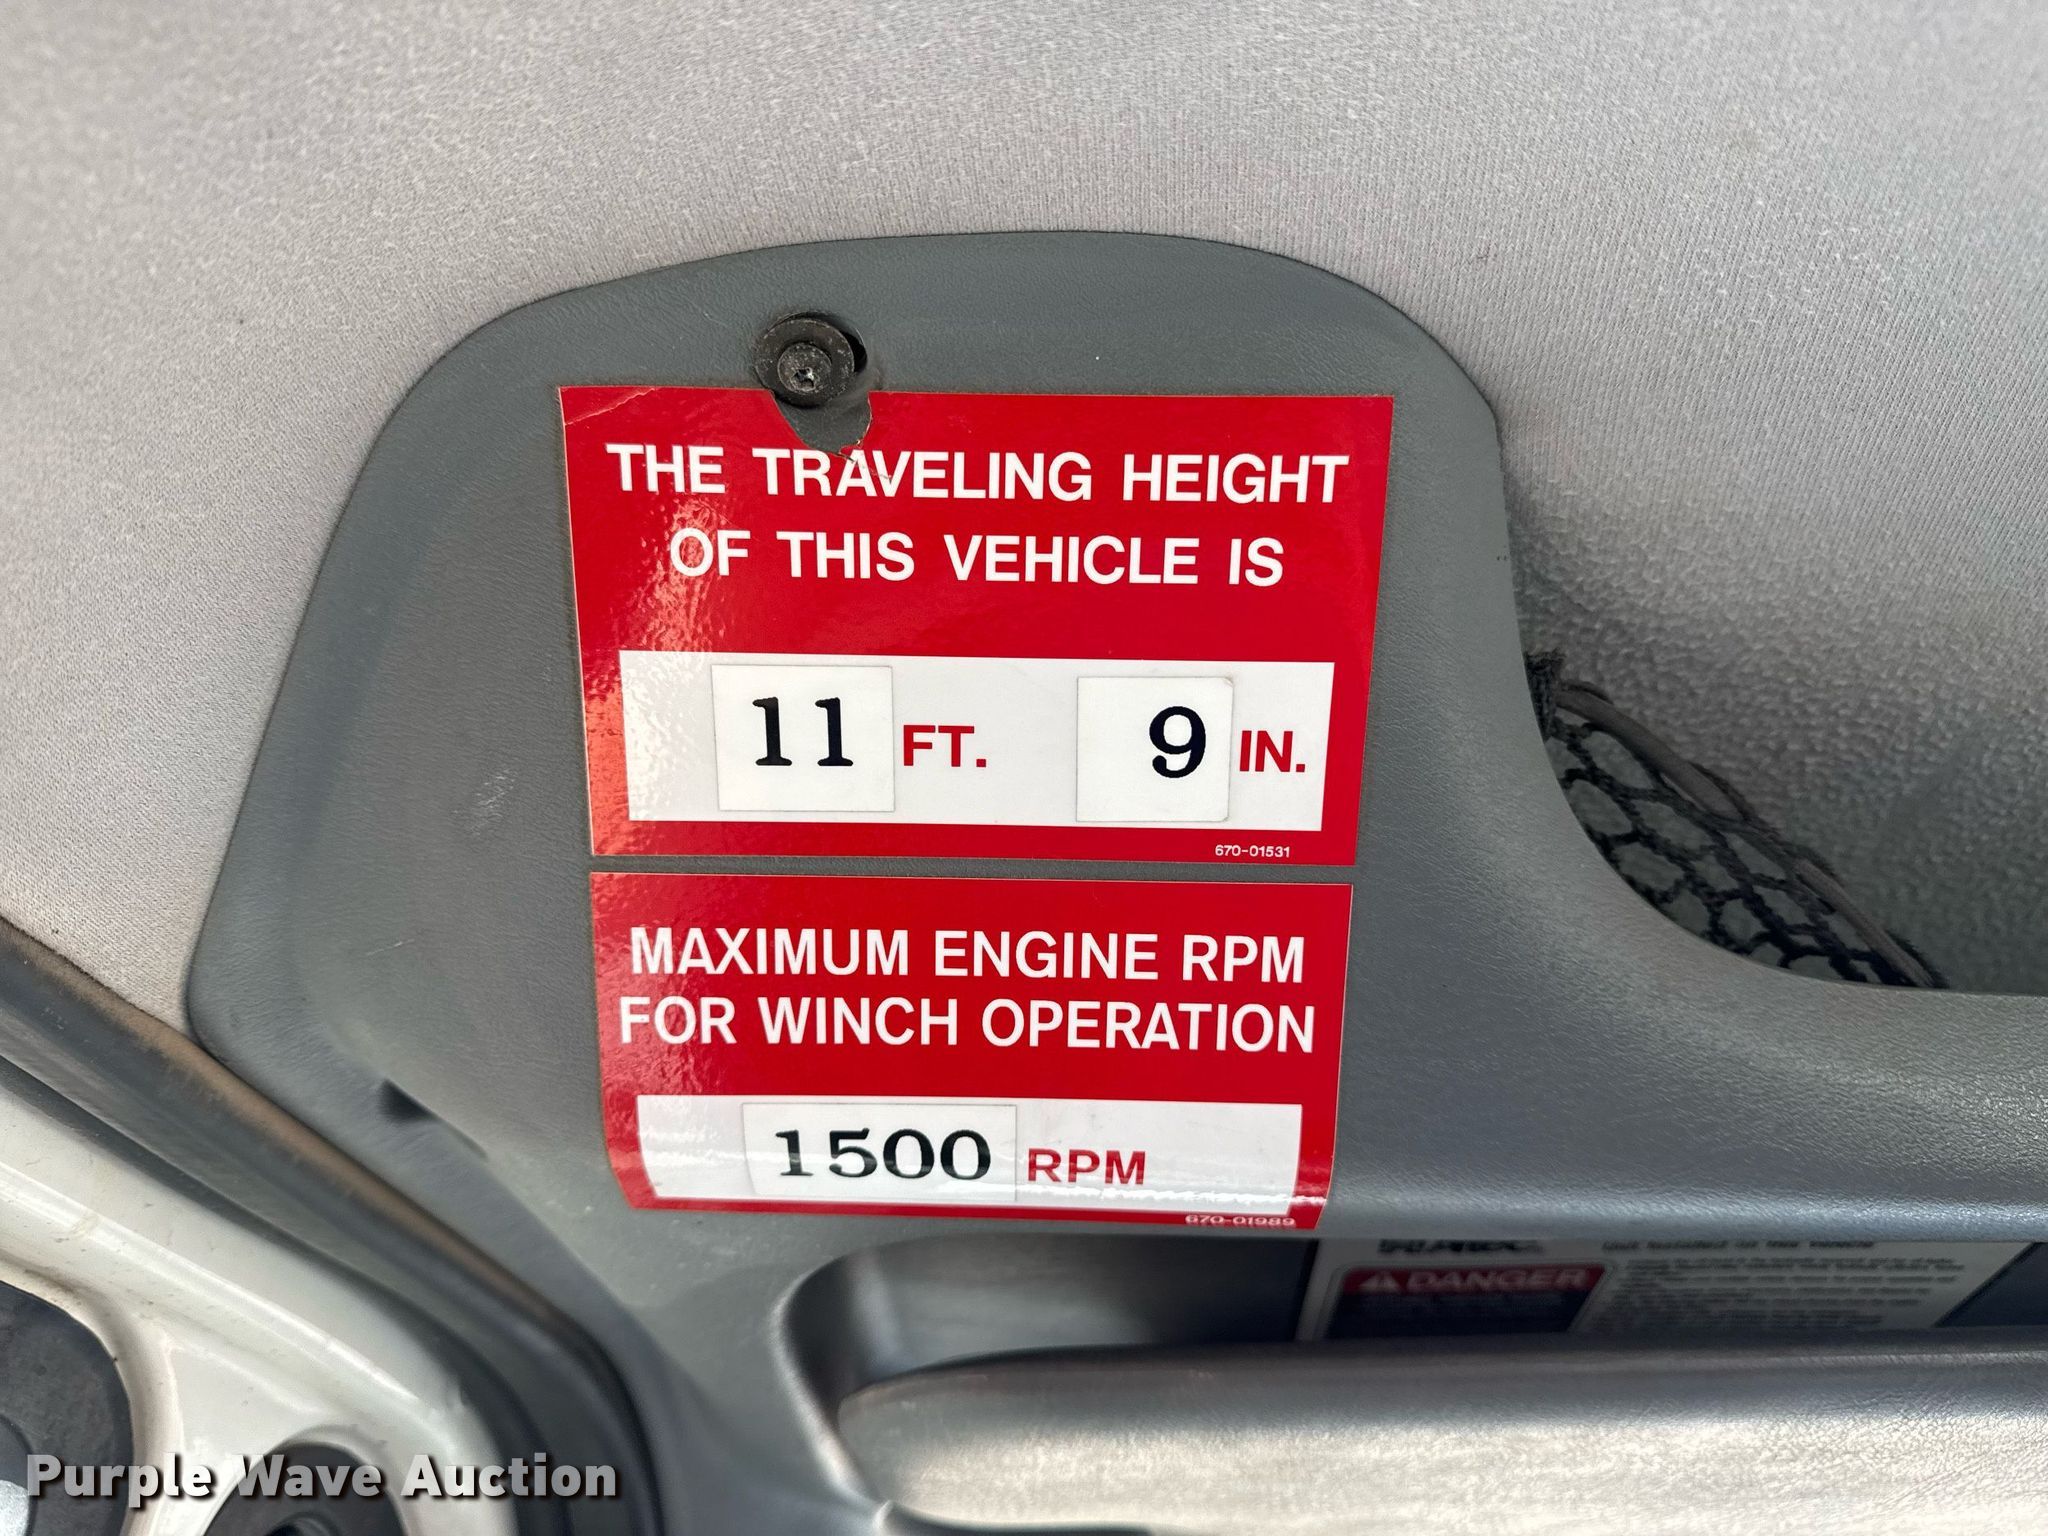 THE TRAVELING HEIGHT
OF THIS VEHICLE IS
11 FT. 9 IN.
670-01531
MAXIMUM ENGINE RPM
FOR WINCH OPERATION
1500 RPM
670-01989
DANGER
Purple Wave Auction